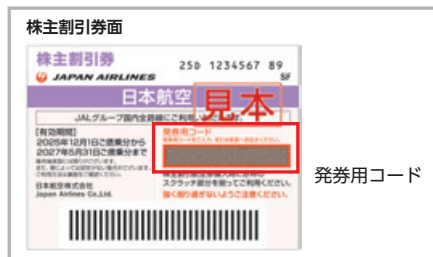 株主割引券面
株主割引券
25D 1234567 89
JAPAN AIRLINES
SF
日本航空
見本
JALグループ国内全路線にご利用
【有効期間】
発券用コード
2025年12月1日ご搭乗分から
2027年5月31日ご搭乗分まで
発券用コード
日本航空株式会社
Japan Airlines Co.,Ltd.
スクラッチ部分を削ってご利用ください。
強く削り過ぎないようご注意ください。